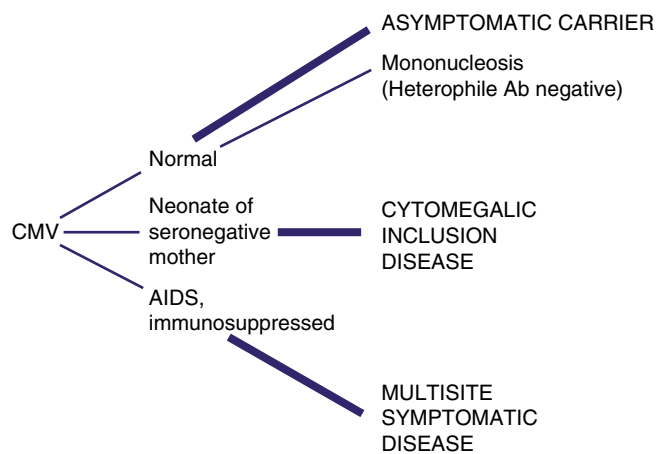 ASYMPTOMATIC CARRIER
Mononucleosis
(Heterophile Ab negative)
Normal
CMV
Neonate of
seronegative
mother
CYTOMEGALIC
INCLUSION
DISEASE
AIDS,
immunosuppressed
MULTISITE
SYMPTOMATIC
DISEASE